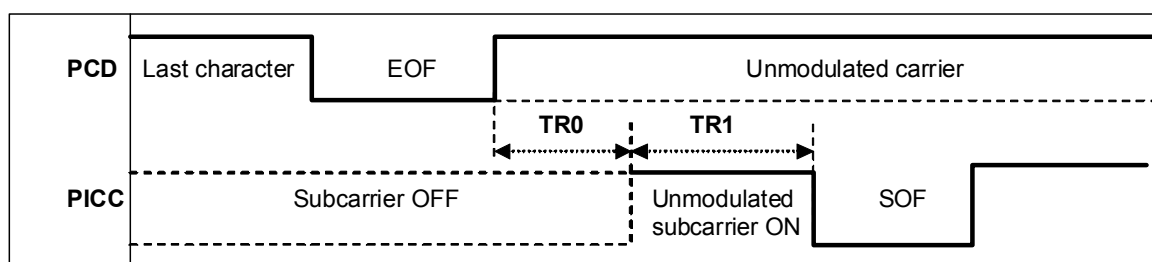 PCD Last character EOF Unmodulated carrier
TR0 TR1
PICC Subcarrier OFF Unmodulated subcarrier ON SOF